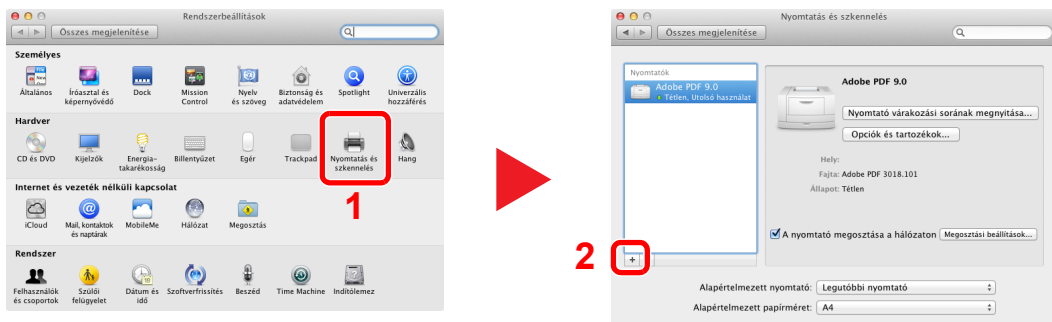 Rendszerbeállítások
Összes megjelenítése
Személyes
Általános
Íróasztal és
képernyővédő
Dock
Mission
Control
Nyelv
és szöveg
Biztonság és
adatvédelem
Spotlight
Univerzális
hozzáférés
Hardver
CD és DVD
Kijelzők
Energia-
takarékosság
Billentyűzet
Egér
Trackpad
Nyomtatás és
szkennelés
Hang
1
Internet és vezeték nélküli kapcsolat
iCloud
Mail, kontaktok
és naptárak
MobileMe
Hálózat
Megosztás
Rendszer
Felhasználók
és csoportok
Szülői
felügyelet
Dátum és
idő
Szoftverfrissítés
Beszéd
Time Machine
Indítólemez
Nyomtatás és szkennelés
Összes megjelenítése
Nyomtatók
Adobe PDF 9.0
Tétlen, Utolsó használat
Adobe PDF 9.0
Nyomtató várakozási sorának megnyitása...
Opciók és tartozékok...
Hely:
Fajta: Adobe PDF 3018.101
Állapot: Tétlen
A nyomtató megosztása a hálózaton
Megosztási beállítások...
2
+
Alapértelmezett nyomtató: Legutóbbi nyomtató
Alapértelmezett papírméret: A4